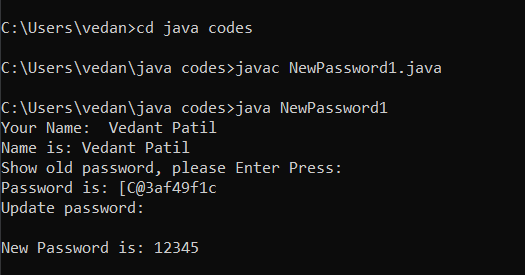 C:\Users\vedan>cd java codes
C:\Users\vedan\java codes>javac NewPassword1.java
C:\Users\vedan\java codes>java NewPassword1
Your Name:  Vedant Patil
Name is: Vedant Patil
Show old password, please Enter Press:
Password is: [C@3af49f1c
Update password:
New Password is: 12345